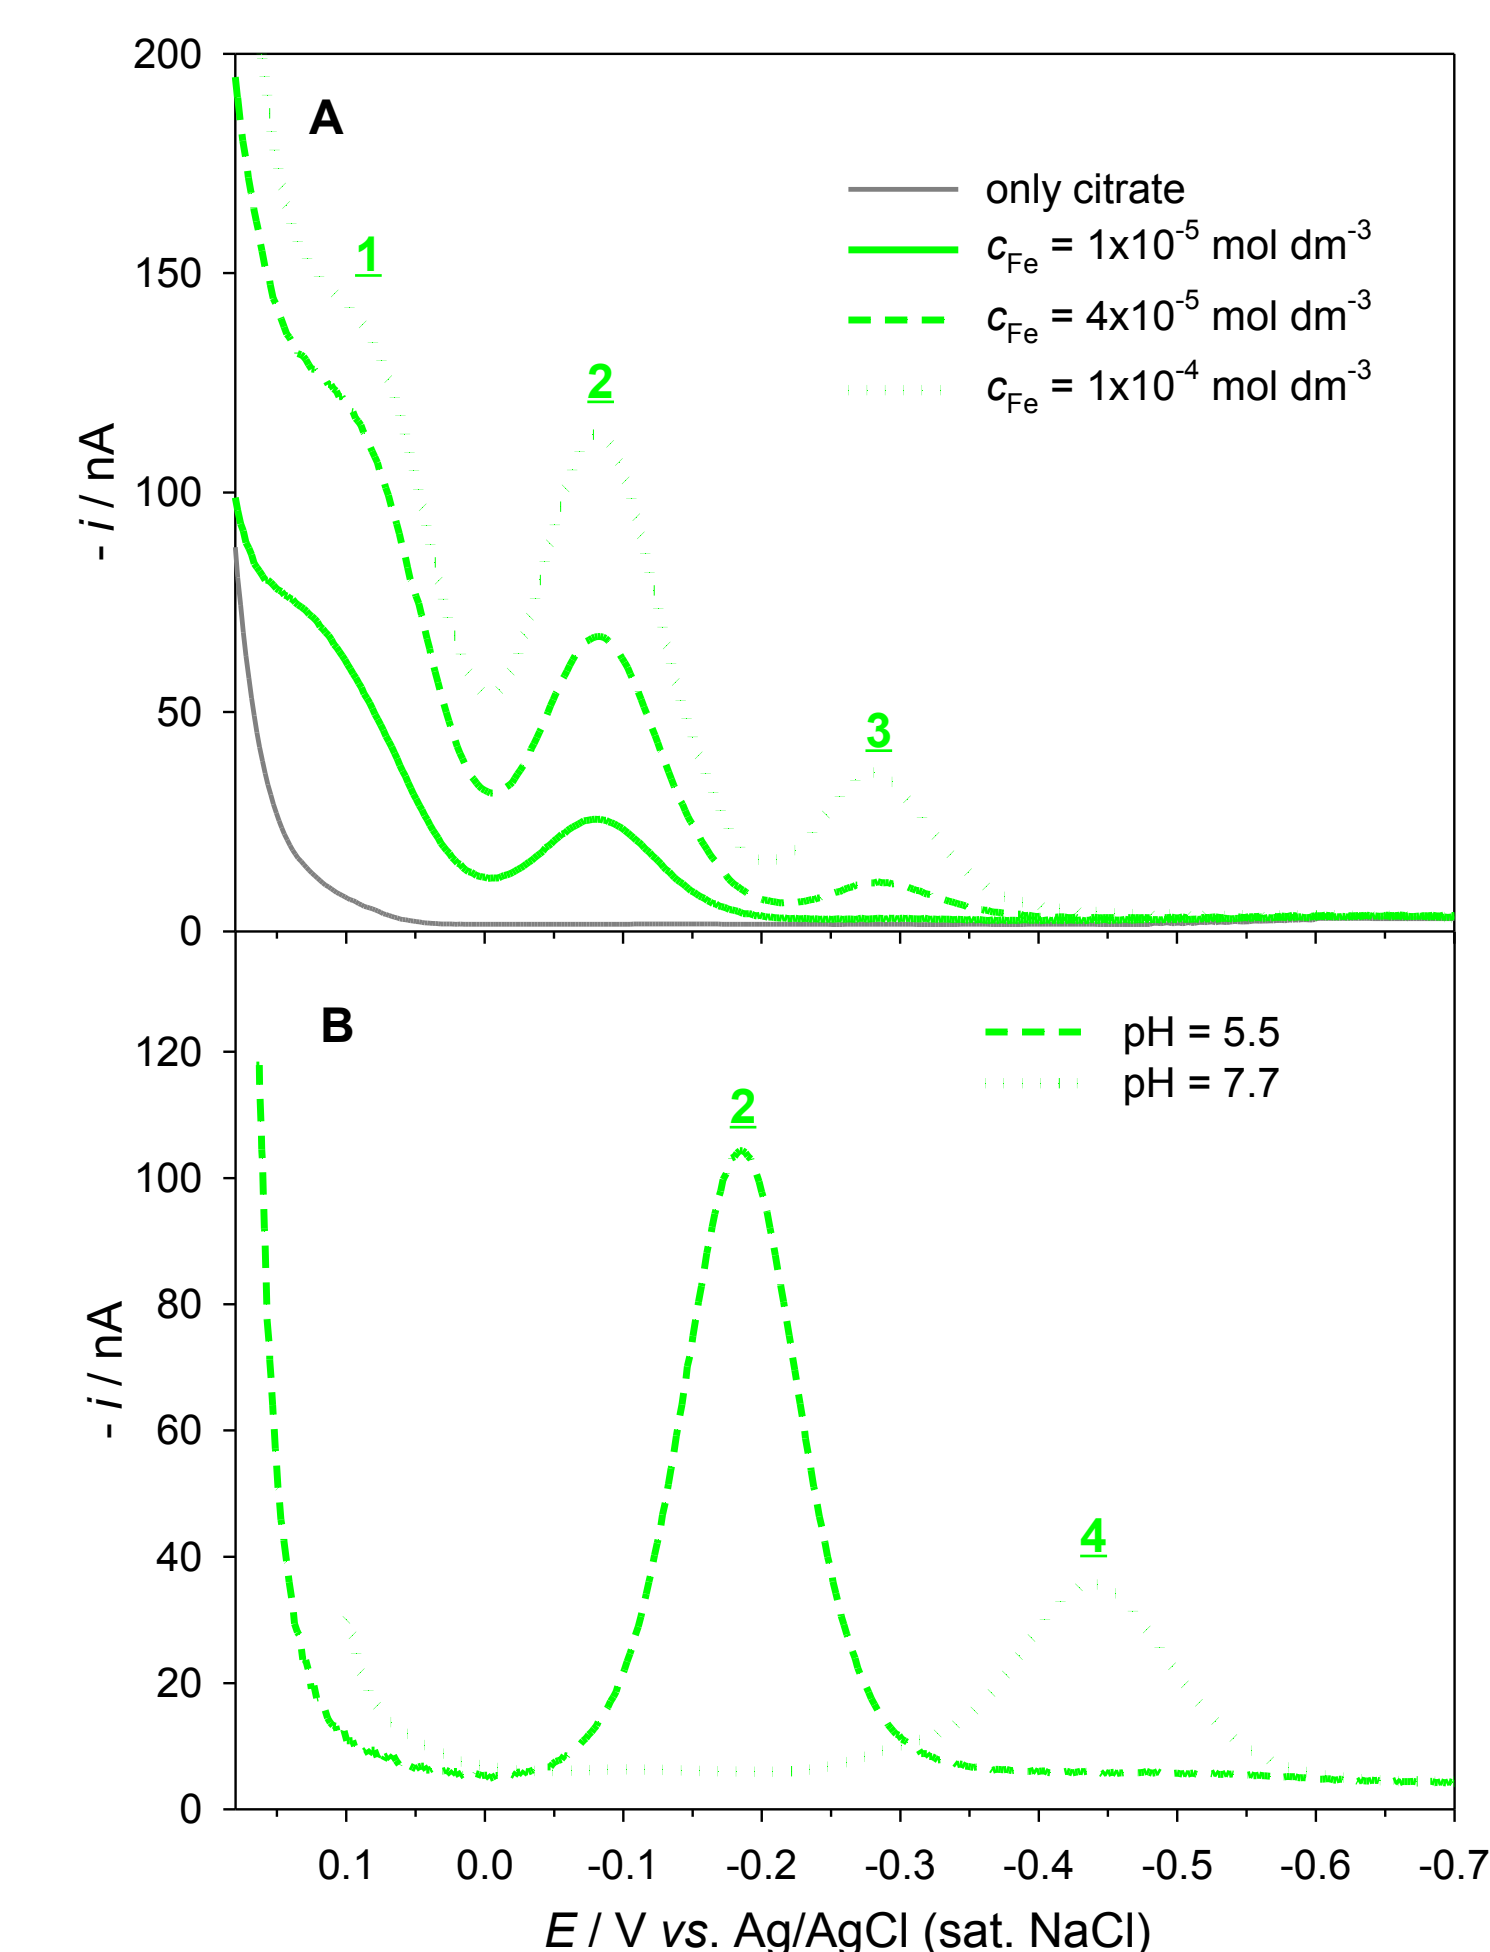 200
A
only citrate
1
c_Fe = 1x10^-5 mol dm^-3
150
c_Fe = 4x10^-5 mol dm^-3
2
c_Fe = 1x10^-4 mol dm^-3
- i / nA
100
50
3
0
B
pH = 5.5
120
pH = 7.7
2
100
- i / nA
80
60
4
40
20
0
0.1 0.0 -0.1 -0.2 -0.3 -0.4 -0.5 -0.6 -0.7
E / V vs. Ag/AgCl (sat. NaCl)